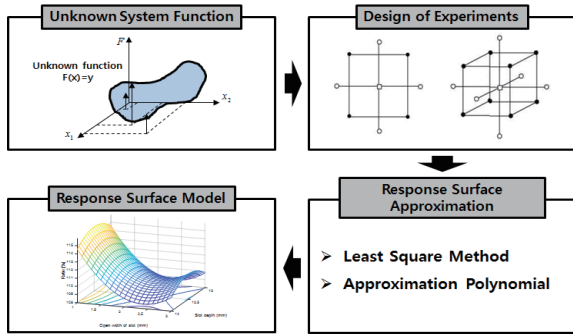 Unknown System Function
F
Unknown function
F(X)=y
x₂
x₁
Design of Experiments
Response Surface Model
Open width of slot (mm)
Slot depth (mm)
Response Surface
Approximation
➢ Least Square Method
➢ Approximation Polynomial